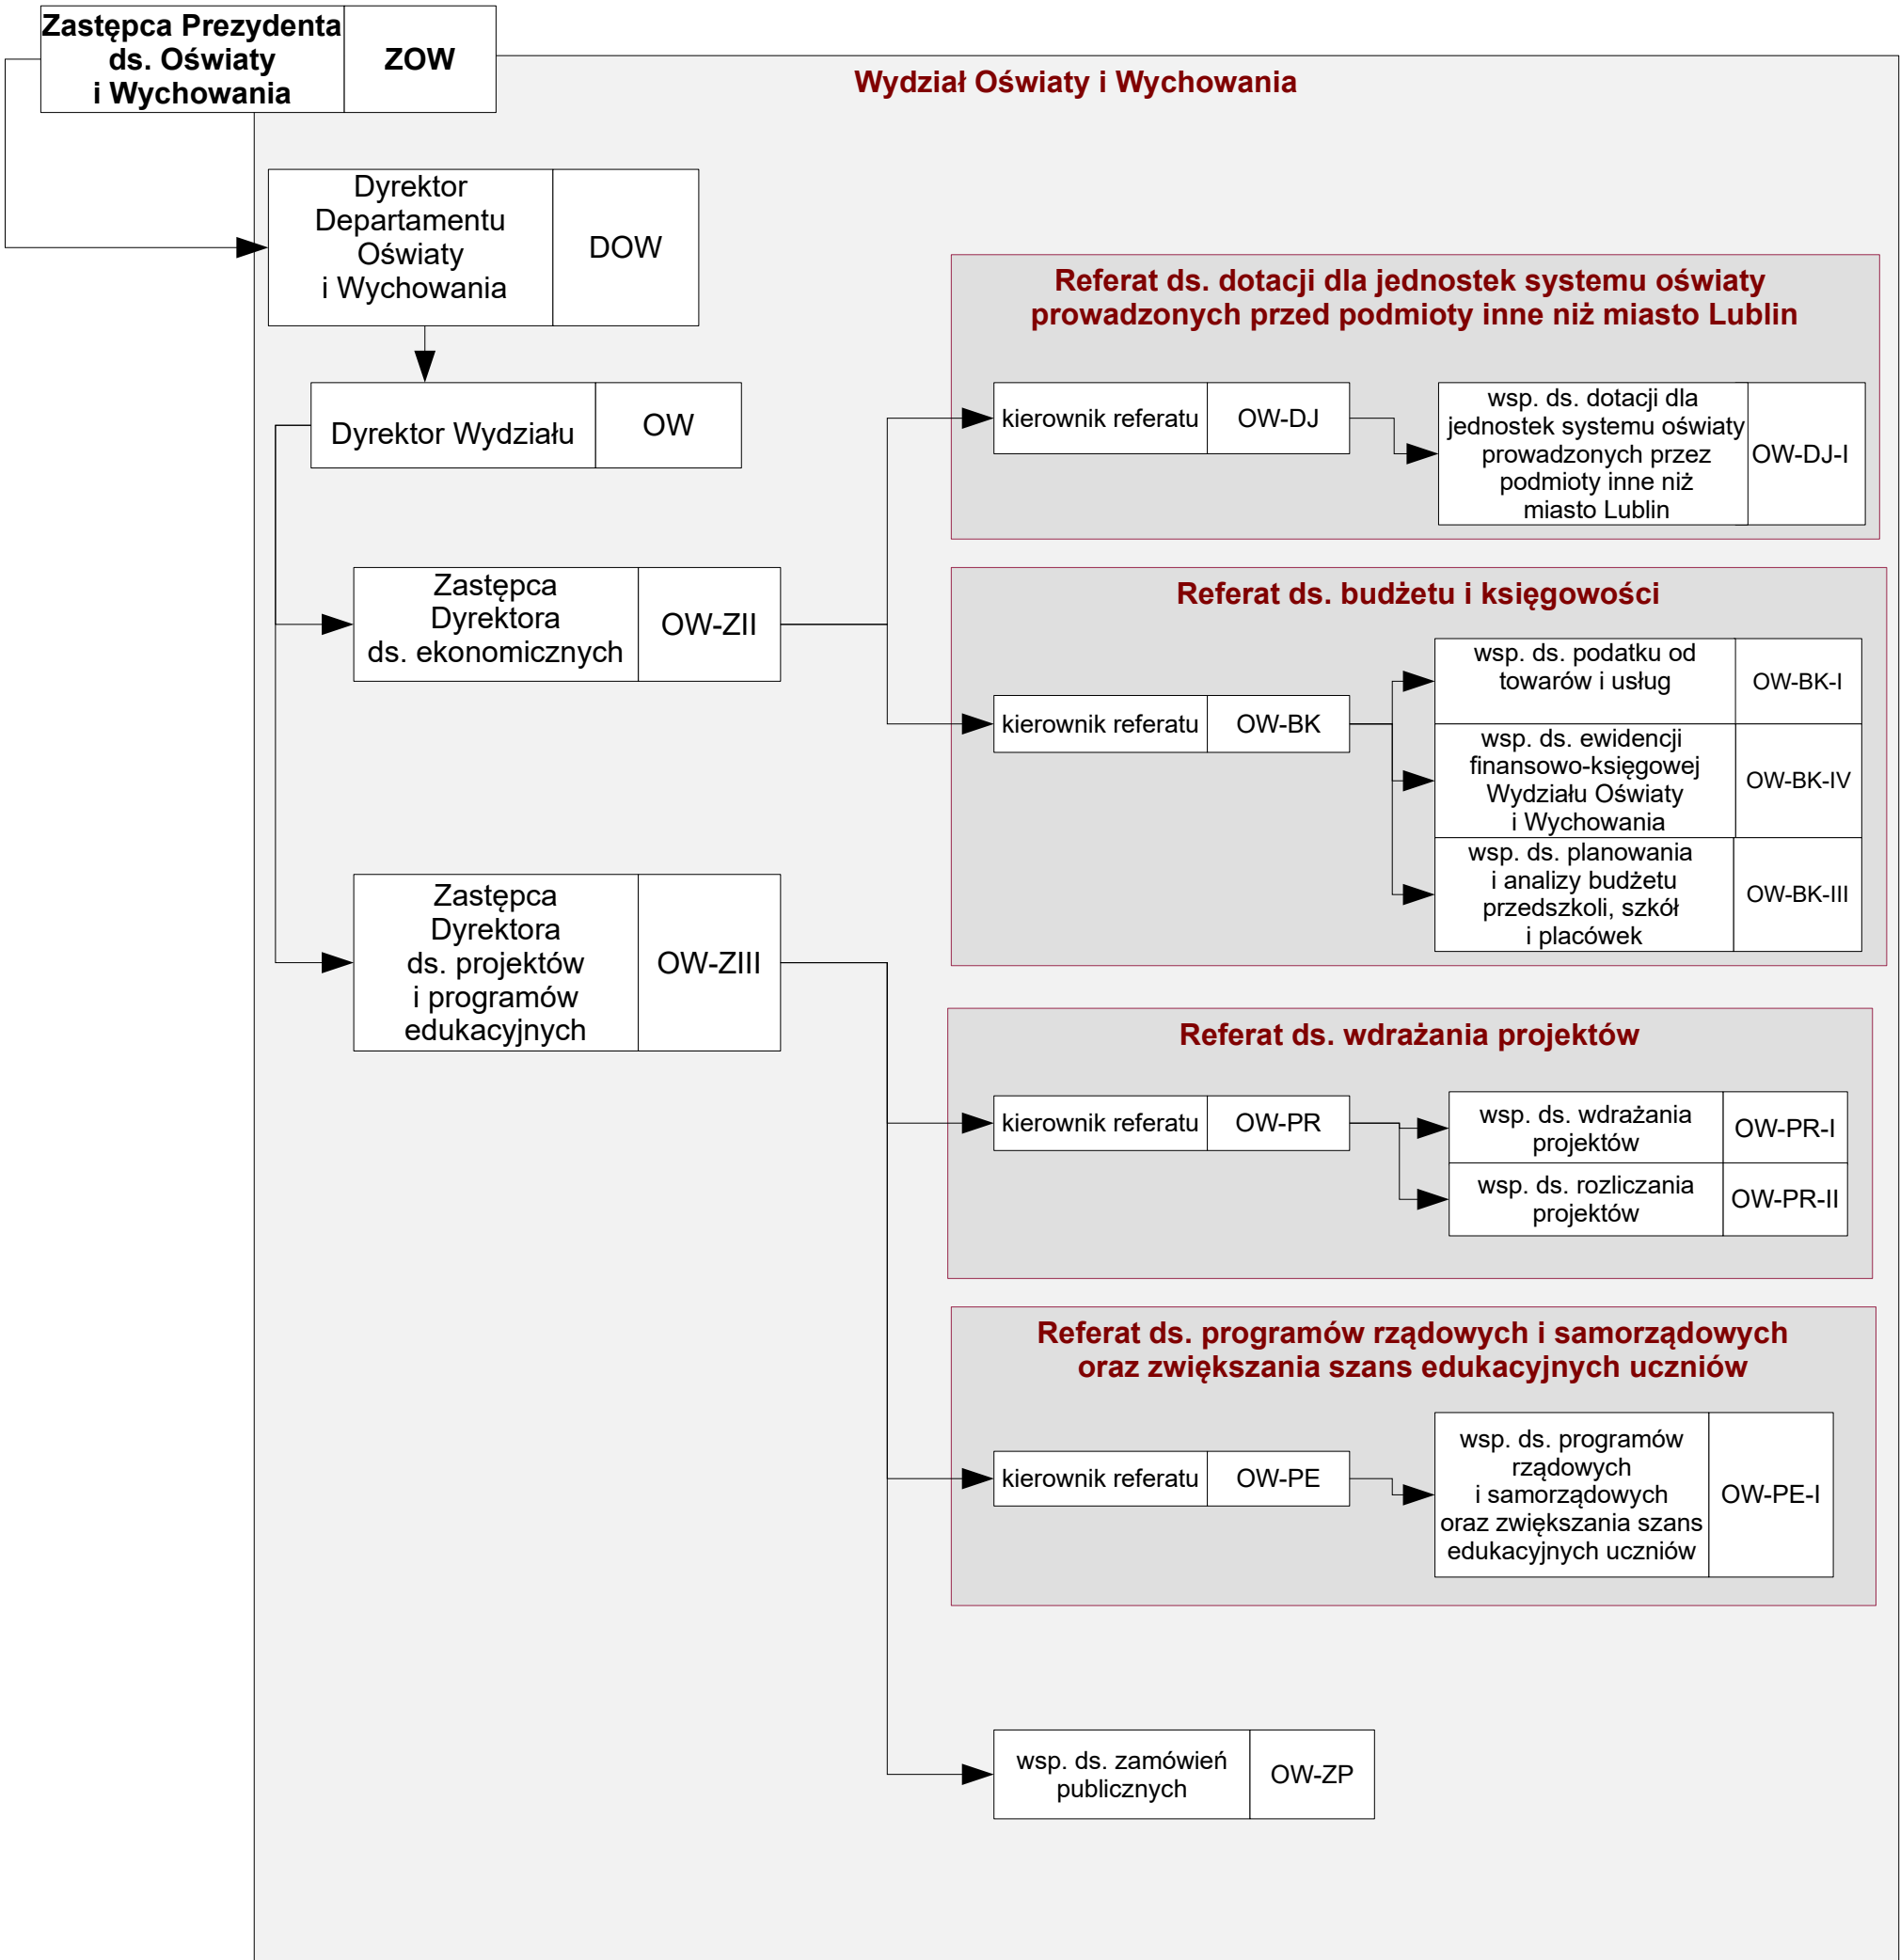 Zastępca Prezydenta
ds. Oświaty
i Wychowania
ZOW
Wydział Oświaty i Wychowania
Dyrektor
Departamentu
Oświaty
i Wychowania
DOW
Dyrektor Wydziału
OW
Referat ds. dotacji dla jednostek systemu oświaty
prowadzonych przed podmioty inne niż miasto Lublin
kierownik referatu
OW-DJ
wsp. ds. dotacji dla
jednostek systemu oświaty
prowadzonych przez
podmioty inne niż
miasto Lublin
OW-DJ-I
Zastępca
Dyrektora
ds. ekonomicznych
OW-ZII
Referat ds. budżetu i księgowości
kierownik referatu
OW-BK
wsp. ds. podatku od
towarów i usług
OW-BK-I
wsp. ds. ewidencji
finansowo-księgowej
Wydziału Oświaty
i Wychowania
OW-BK-IV
wsp. ds. planowania
i analizy budżetu
przedszkoli, szkół
i placówek
OW-BK-III
Zastępca
Dyrektora
ds. projektów
i programów
edukacyjnych
OW-ZIII
Referat ds. wdrażania projektów
kierownik referatu
OW-PR
wsp. ds. wdrażania
projektów
OW-PR-I
wsp. ds. rozliczania
projektów
OW-PR-II
Referat ds. programów rządowych i samorządowych
oraz zwiększania szans edukacyjnych uczniów
kierownik referatu
OW-PE
wsp. ds. programów
rządowych
i samorządowych
oraz zwiększania szans
edukacyjnych uczniów
OW-PE-I
wsp. ds. zamówień
publicznych
OW-ZP